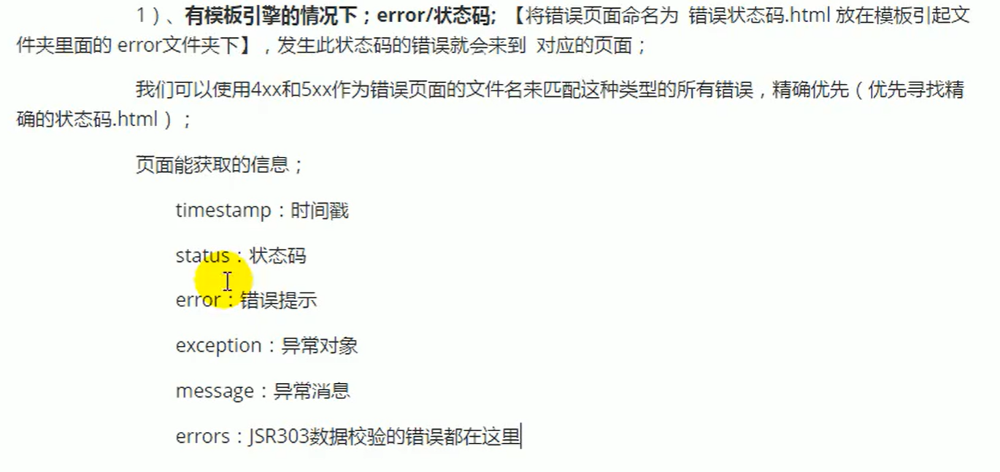 1）、有模板引擎的情况下；error/状态码; 【将错误页面命名为 错误状态码.html 放在模板引起文
件夹里面的 error文件夹下】，发生此状态码的错误就会来到 对应的页面；
我们可以使用4xx和5xx作为错误页面的文件名来匹配这种类型的所有错误，精确优先（优先寻找精
确的状态码.html）；
页面能获取的信息；
timestamp：时间戳
status：状态码
error：错误提示
exception：异常对象
message：异常消息
errors：JSR303数据校验的错误都在这里